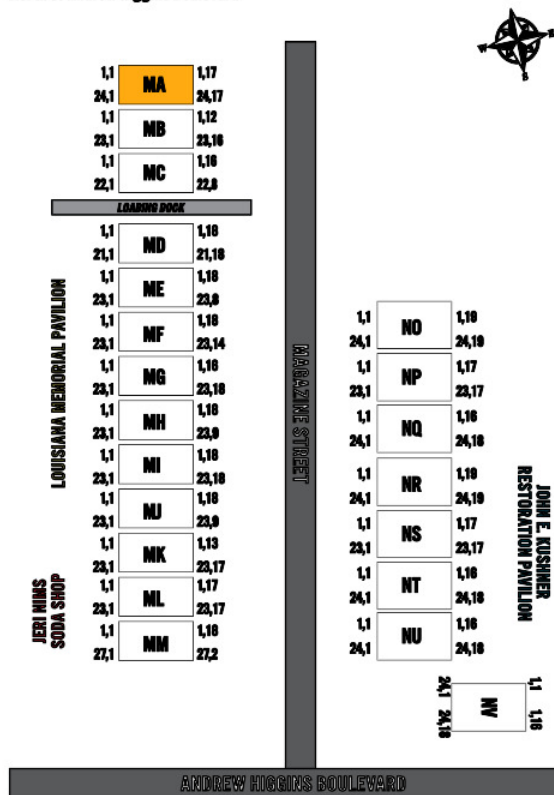 1,1 MA 1,17
24,1 24,17
1,1 MB 1,12
23,1 23,16
1,1 MC 1,16
22,1 22,8
LOADING DOCK
1,1 MD 1,18
21,1 21,18
1,1 ME 1,18
23,1 23,8
1,1 MF 1,18
23,1 23,14
1,1 MG 1,16
23,1 23,18
1,1 MH 1,18
23,1 23,9
1,1 MI 1,18
23,1 23,18
1,1 MJ 1,18
23,1 23,9
1,1 MK 1,13
23,1 23,17
1,1 ML 1,17
23,1 23,17
1,1 MM 1,18
27,1 27,2
LOUISIANA MEMORIAL PAVILION
JERI NIMS
SODA SHOP
MAGAZINE STREET
1,1 NO 1,19
24,1 24,19
1,1 NP 1,17
23,1 23,17
1,1 NQ 1,16
24,1 24,18
1,1 NR 1,19
24,1 24,19
1,1 NS 1,17
23,1 23,17
1,1 NT 1,16
24,1 24,18
1,1 NU 1,16
24,1 24,18
JOHN E. KUSHNER
RESTORATION PAVILION
24,1 NV 1,1
24,18 1,16
ANDREW HIGGINS BOULEVARD